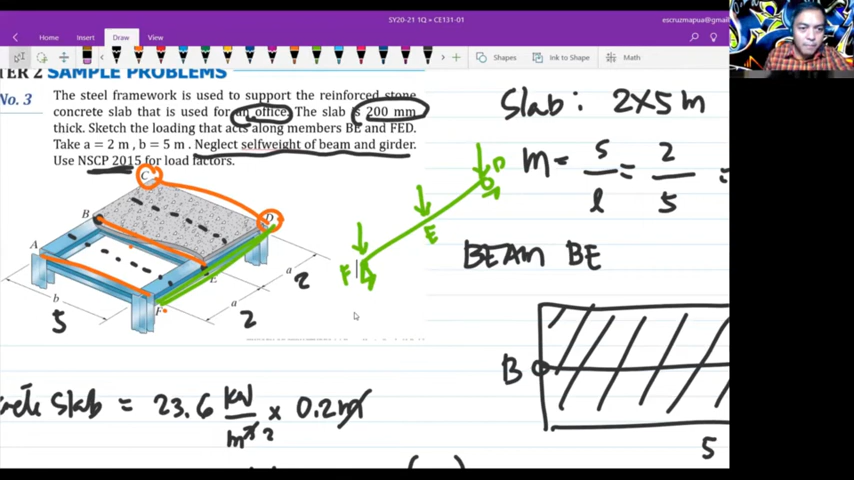 SY20-21 1Q » CE131-01
escruzmapua@gmail
Home
Insert
Draw
View
Shapes
Ink to Shape
TER 2 SAMPLE PROBLEMS
No. 3
The steel framework is used to support the reinforced stone
concrete slab that is used for an office. The slab is 200 mm
thick. Sketch the loading that acts along members BE and FED.
Take a = 2 m, b = 5 m . Neglect selfweight of beam and girder.
Use NSCP 2015 for load factors.
C
B
D
A
E
F
a
2
a
2
b
5
D
E
F
Slab: 2x5m
m = s/l = 2/5 =
BEAM BE
B
5
Slab = 23.6 kN/m³ 2 x 0.2m